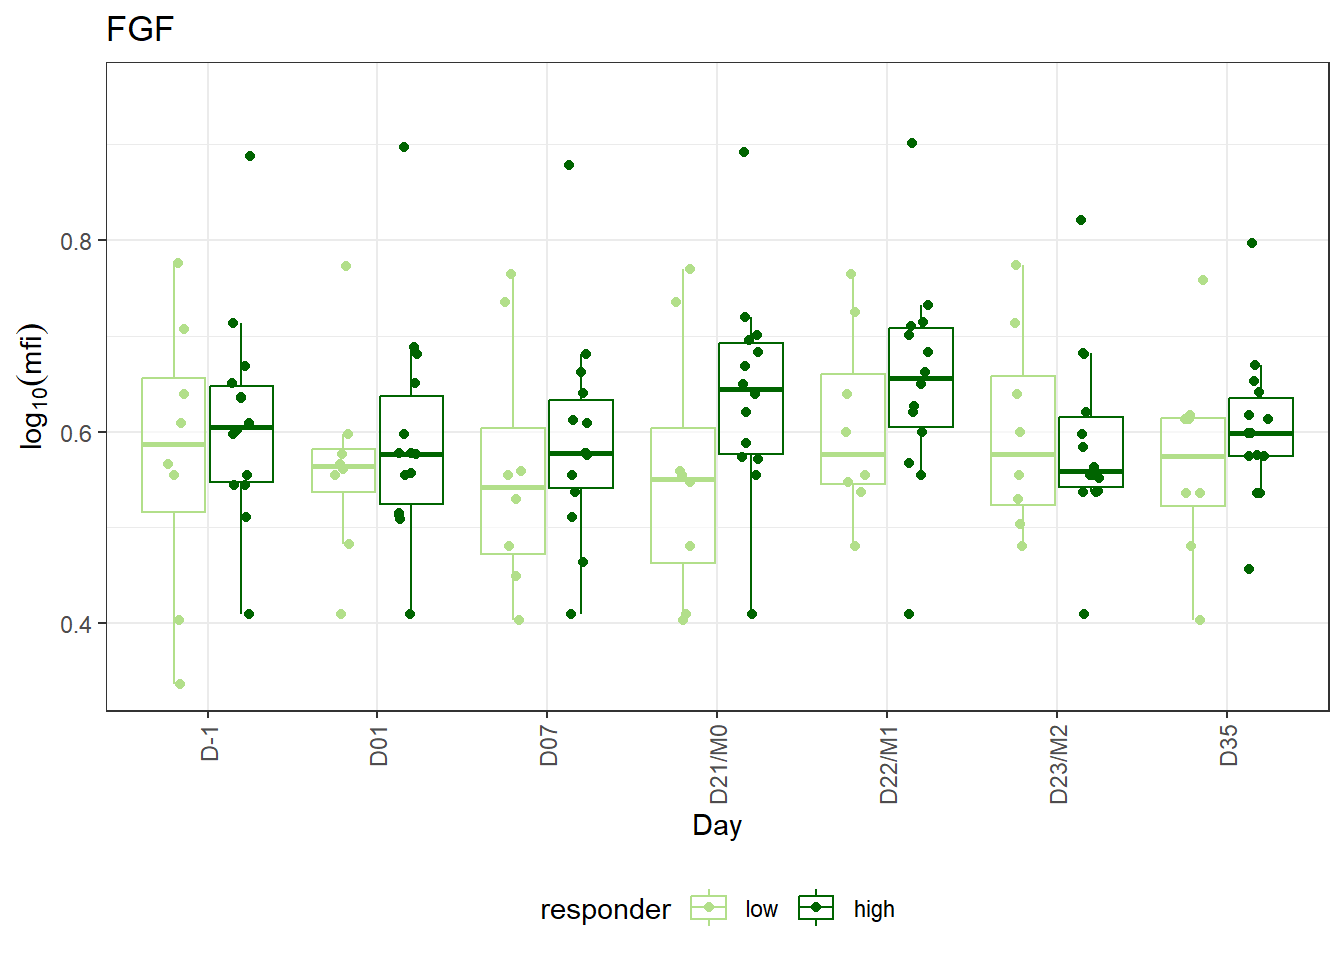 FGF
log10(mfi)
0.8
0.6
0.4
D-1
D01
D07
D21/M0
D22/M1
D23/M2
D35
Day
responder low high